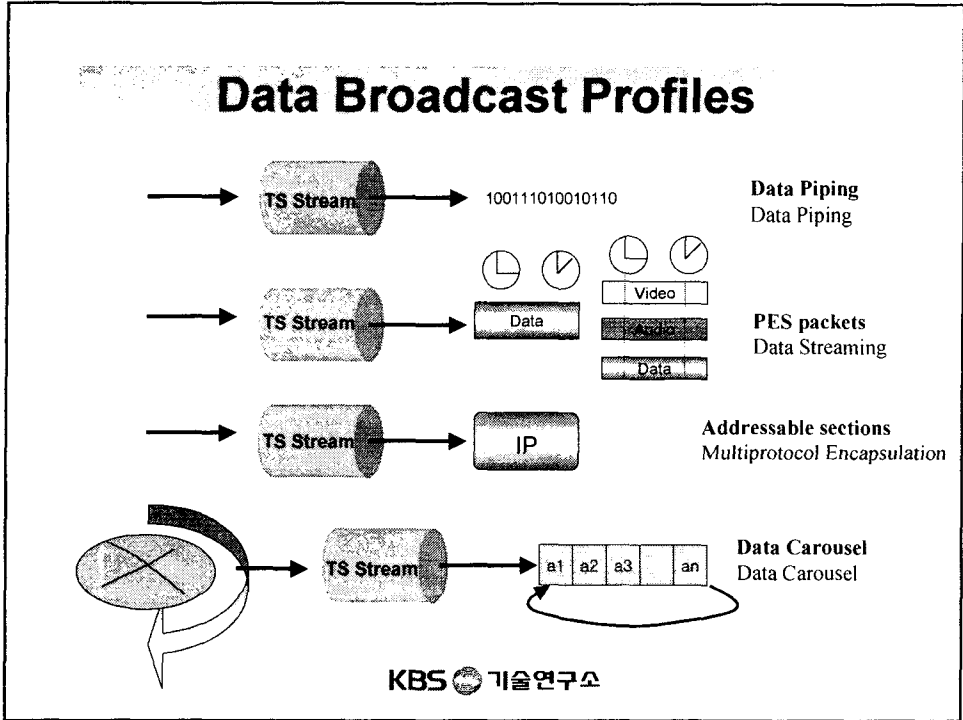 Data Broadcast Profiles
TS Stream
100111010010110
Data Piping
Data Piping
TS Stream
Data
Video
Audio
Data
PES packets
Data Streaming
TS Stream
IP
Addressable sections
Multiprotocol Encapsulation
TS Stream
a1 a2 a3 an
Data Carousel
Data Carousel
KBS 기술연구소